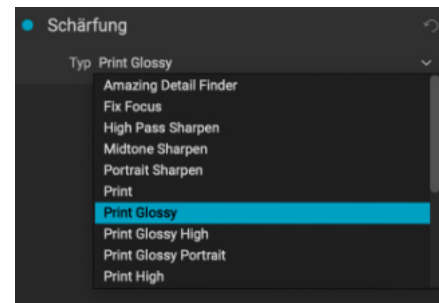 Schärfung
Typ Print Glossy
Amazing Detail Finder
Fix Focus
High Pass Sharpen
Midtone Sharpen
Portrait Sharpen
Print
Print Glossy
Print Glossy High
Print Glossy Portrait
Print High